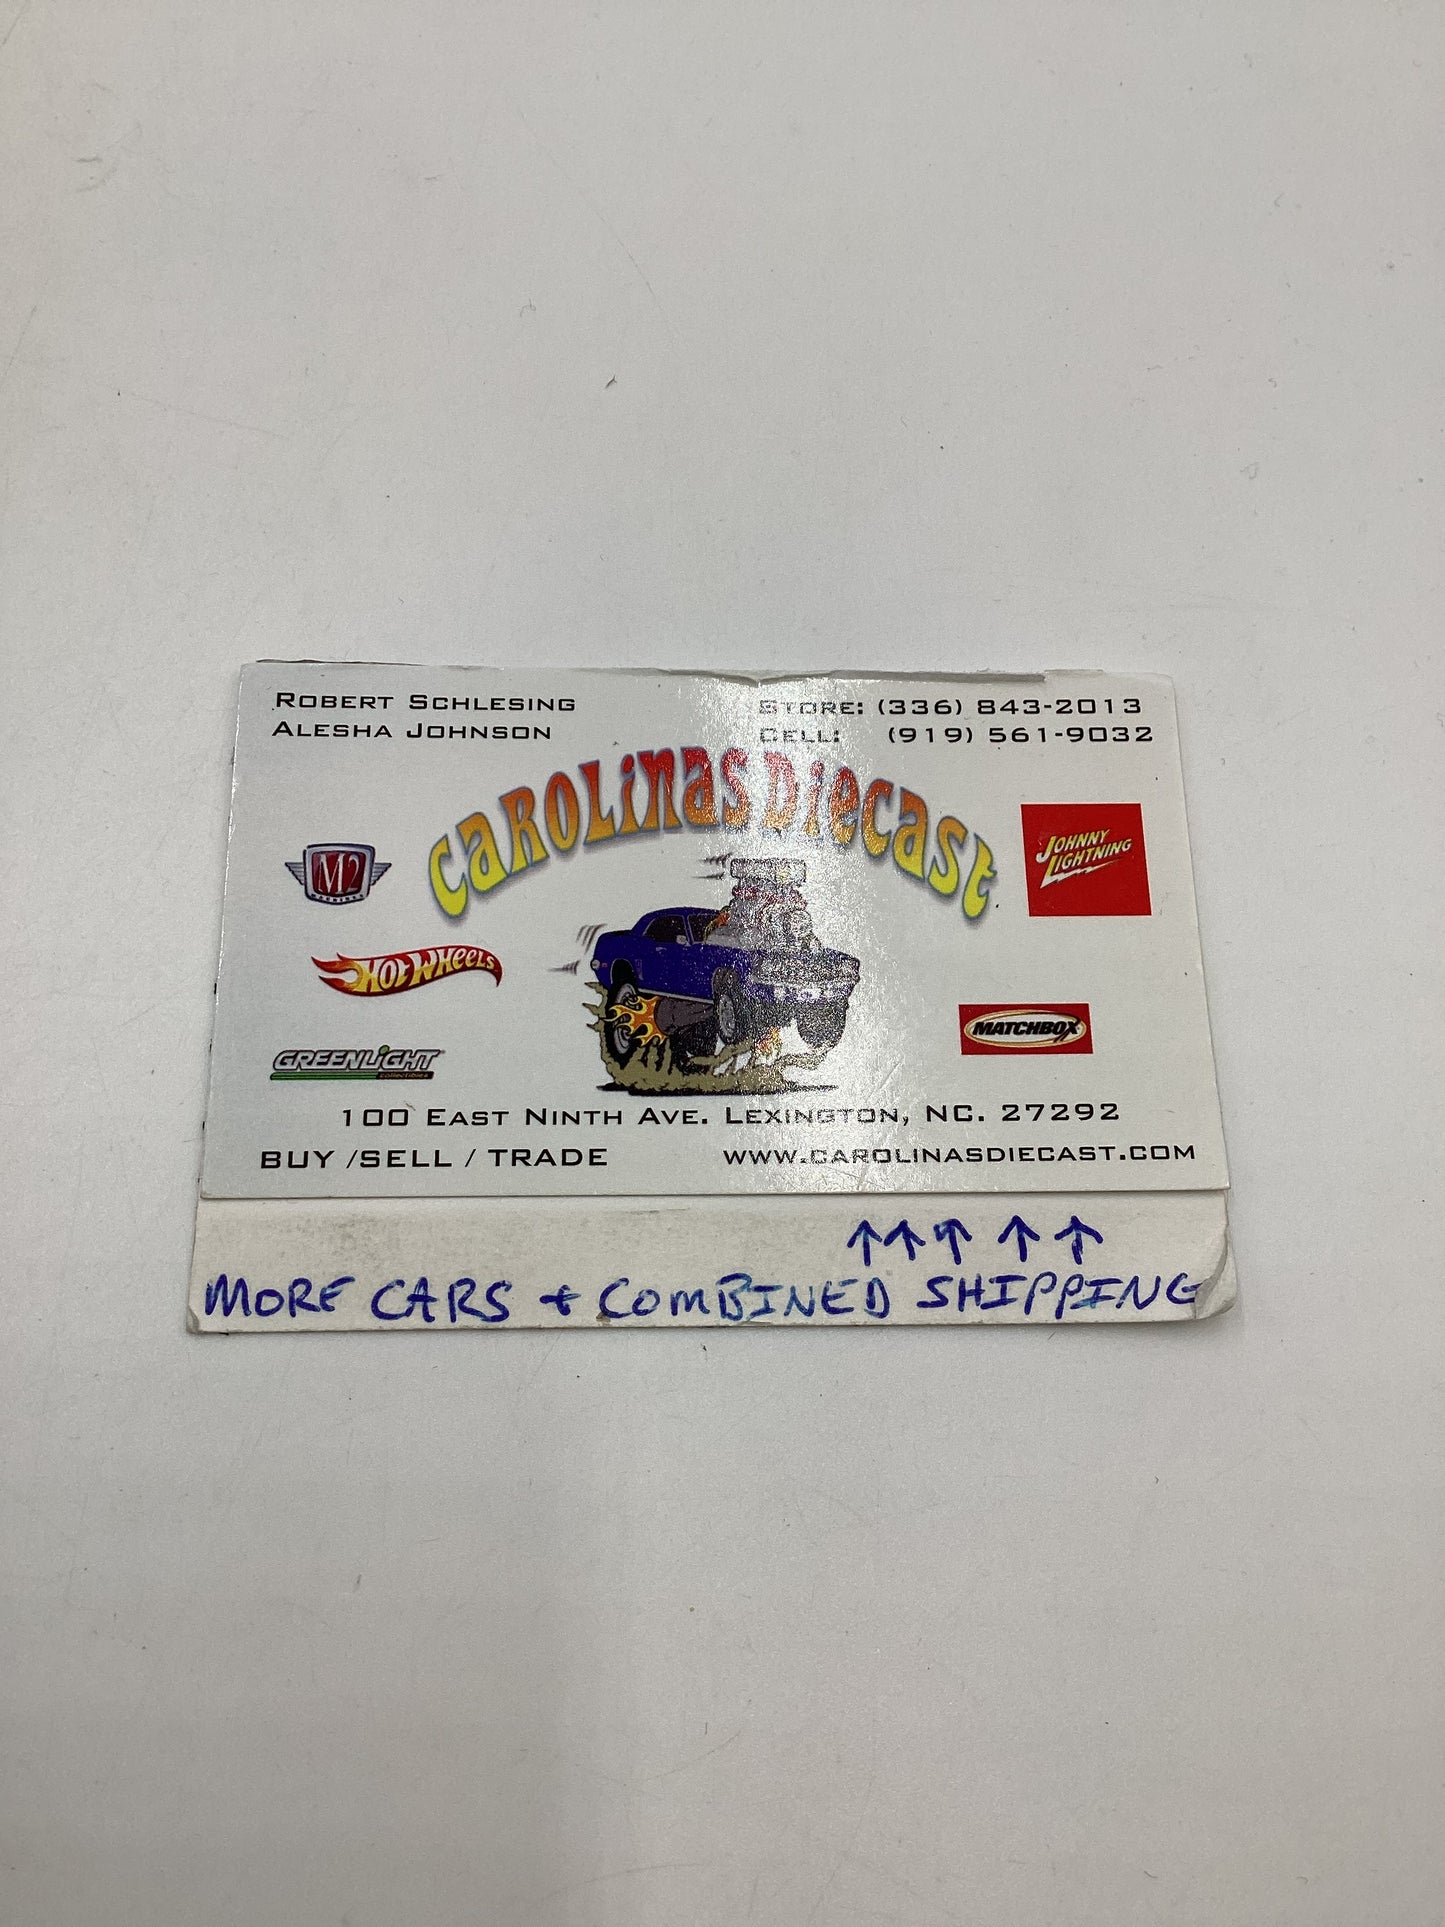 ROBERT SCHLESING
ALESHA JOHNSON
STORE: (336) 843-2013
CELL: (919) 561-9032
CAROLINAS DIECAST
M2
MACHINES
JOHNNY
LIGHTNING
HOT WHEELS
MATCHBOX
GREENLIGHT
collectibles
100 EAST NINTH AVE. LEXINGTON, NC. 27292
BUY /SELL / TRADE
WWW.CAROLINASDIECAST.COM
↑↑↑ ↑ ↑
MORE CARS + COMBINED SHIPPING